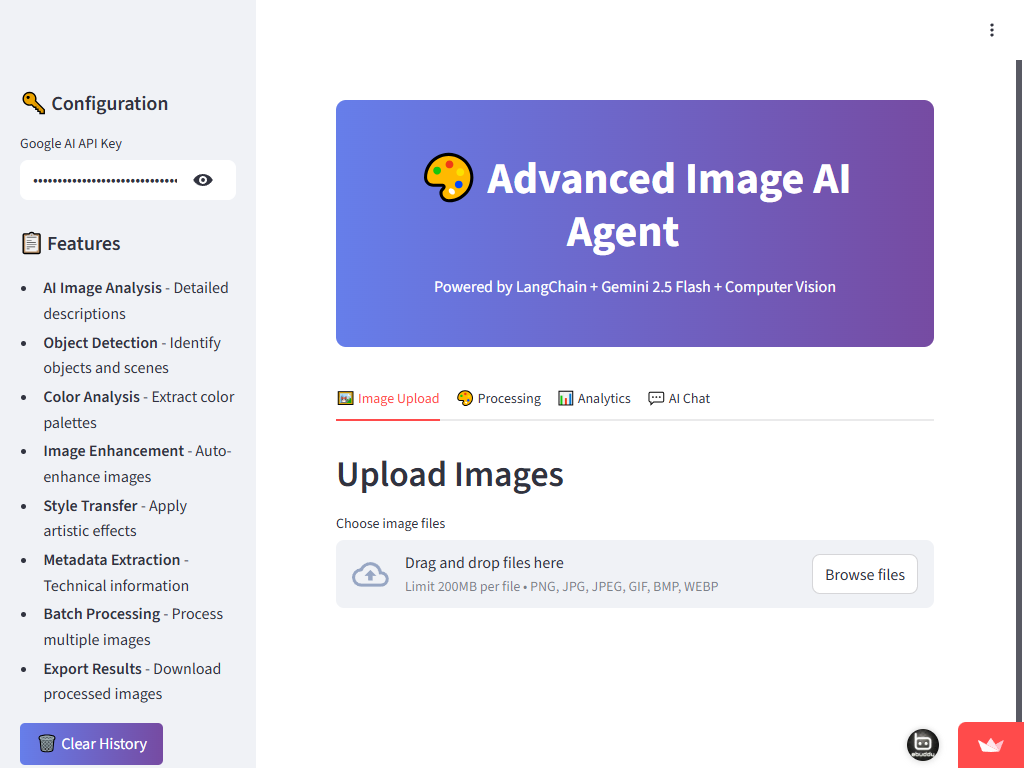 Configuration
Google AI API Key
••••••••••••••••••••••••••••••
Features
• AI Image Analysis - Detailed
descriptions
• Object Detection - Identify
objects and scenes
• Color Analysis - Extract color
palettes
• Image Enhancement - Auto-
enhance images
• Style Transfer - Apply
artistic effects
• Metadata Extraction -
Technical information
• Batch Processing - Process
multiple images
• Export Results - Download
processed images
Clear History
Advanced Image AI
Agent
Powered by LangChain + Gemini 2.5 Flash + Computer Vision
Image Upload Processing Analytics AI Chat
Upload Images
Choose image files
Drag and drop files here
Limit 200MB per file • PNG, JPG, JPEG, GIF, BMP, WEBP
Browse files